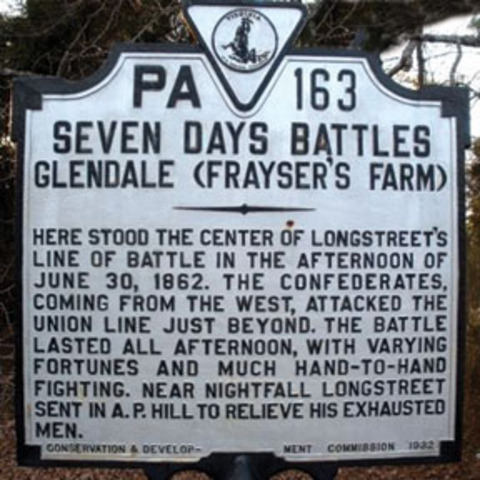 VIRGINIA
PA 163
SEVEN DAYS BATTLES
GLENDALE (FRAYSER'S FARM)
HERE STOOD THE CENTER OF LONGSTREET'S
LINE OF BATTLE IN THE AFTERNOON OF
JUNE 30, 1862. THE CONFEDERATES,
COMING FROM THE WEST, ATTACKED THE
UNION LINE JUST BEYOND. THE BATTLE
LASTED ALL AFTERNOON, WITH VARYING
FORTUNES AND MUCH HAND-TO-HAND
FIGHTING. NEAR NIGHTFALL LONGSTREET
SENT IN A. P. HILL TO RELIEVE HIS EXHAUSTED
MEN.
CONSERVATION & DEVELOP- MENT COMMISSION 1932